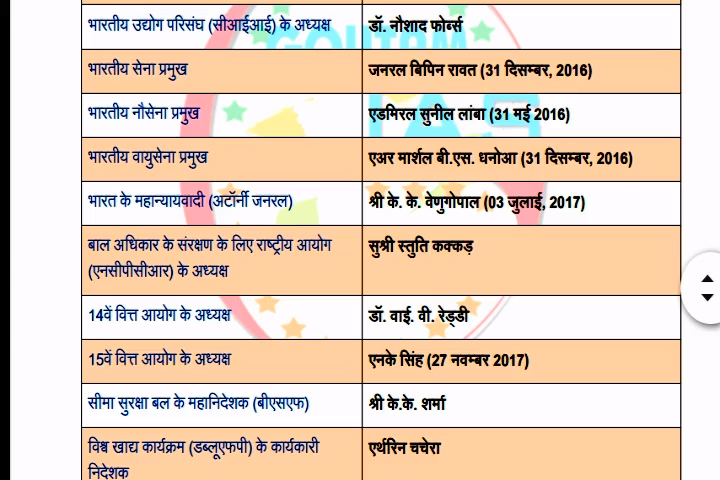 भारतीय उद्योग परिसंघ (सीआईआई) के अध्यक्ष डॉ. नौशाद फोर्ब्स
भारतीय सेना प्रमुख जनरल बिपिन रावत (31 दिसम्बर, 2016)
भारतीय नौसेना प्रमुख एडमिरल सुनील लांबा (31 मई 2016)
भारतीय वायुसेना प्रमुख एअर मार्शल बी.एस. धनोआ (31 दिसम्बर, 2016)
भारत के महान्यायवादी (अटॉर्नी जनरल) श्री के. के. वेणुगोपाल (03 जुलाई, 2017)
बाल अधिकार के संरक्षण के लिए राष्ट्रीय आयोग सुश्री स्तुति कक्कड़
(एनसीपीसीआर) के अध्यक्ष
14वें वित्त आयोग के अध्यक्ष डॉ. वाई. वी. रेड्डी
15वें वित्त आयोग के अध्यक्ष एनके सिंह (27 नवम्बर 2017)
सीमा सुरक्षा बल के महानिदेशक (बीएसएफ) श्री के.के. शर्मा
विश्व खाद्य कार्यक्रम (डब्लूएफपी) के कार्यकारी एर्थरिन चचेरा
निदेशक